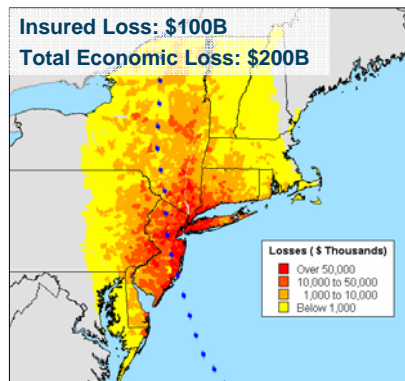 Insured Loss: $100B
Total Economic Loss: $200B
Losses ($ Thousands)
Over 50,000
10,000 to 50,000
1,000 to 10,000
Below 1,000